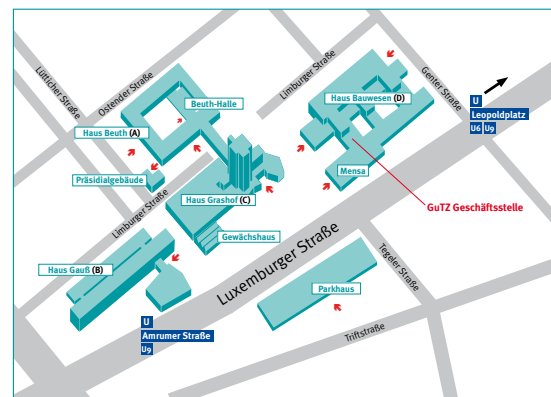 Lütticher Straße
Ostender Straße
Limburger Straße
Genter Straße
Beuth-Halle
Haus Bauwesen (D)
U
Leopoldplatz
U6 U9
Haus Beuth (A)
Präsidialgebäude
Mensa
Haus Grashof (C)
GuTZ Geschäftsstelle
Limburger Straße
Gewächshaus
Haus Gauß (B)
Luxemburger Straße
Tegeler Straße
Parkhaus
U
Amrumer Straße
U9
Triftstraße